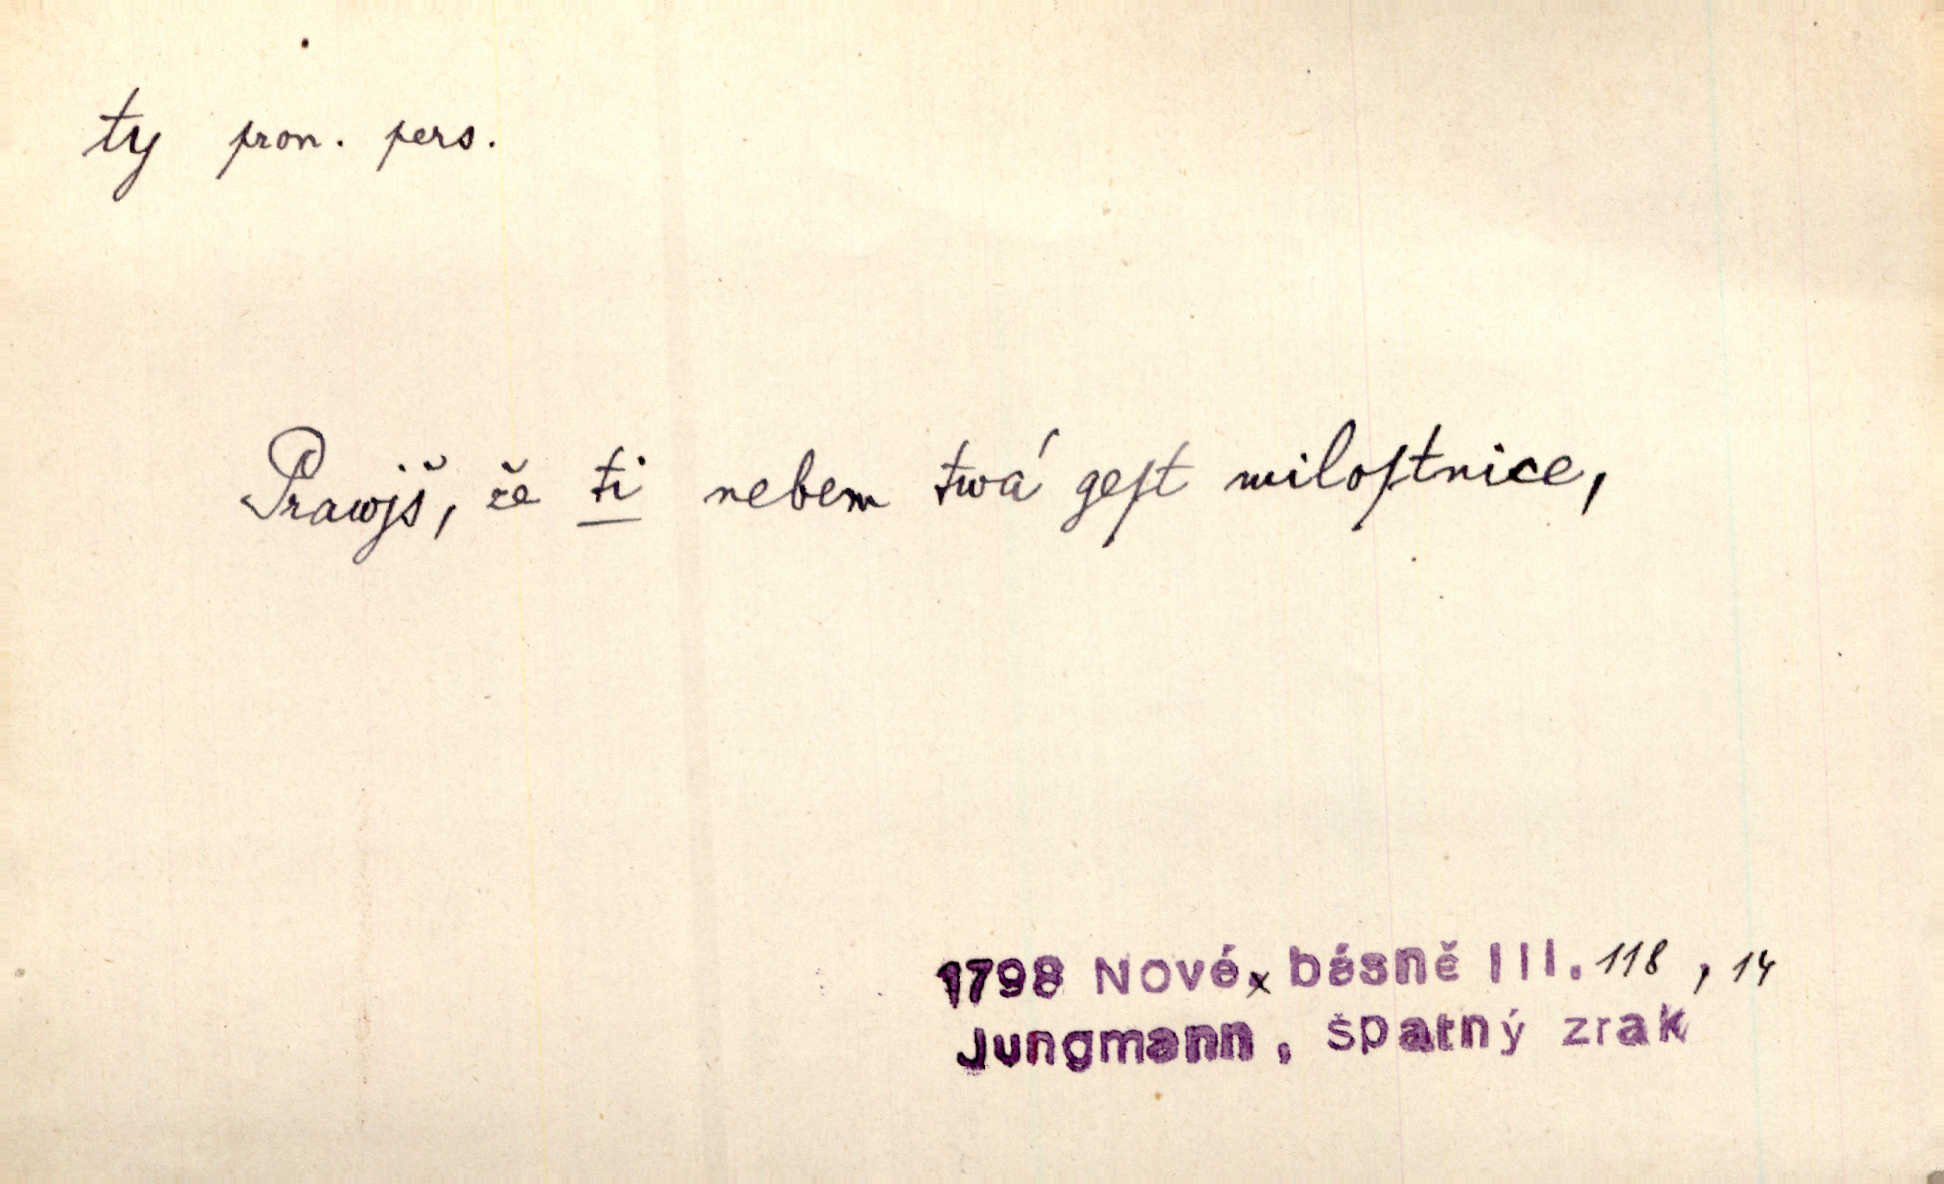 ty pron. pers.
Prawjš, že ti nebem twá geſt miloſtnice,
1798 Nové x básně III. 118, 14
Jungmann, špatný zrak